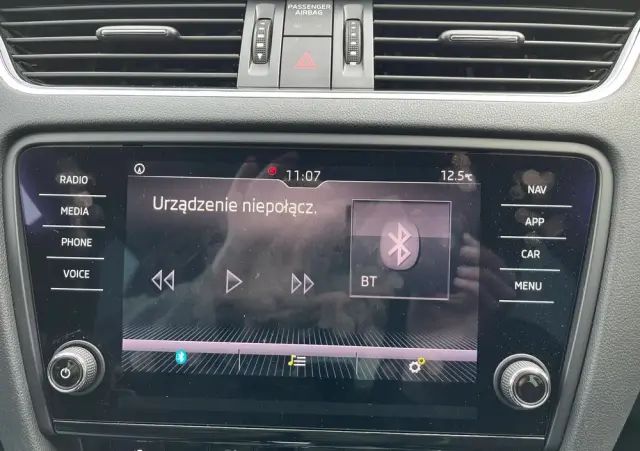 PASSENGER
AIRBAG
RADIO
MEDIA
PHONE
VOICE
11:07
12.5°C
Urządzenie niepołącz.
BT
NAV
APP
CAR
MENU